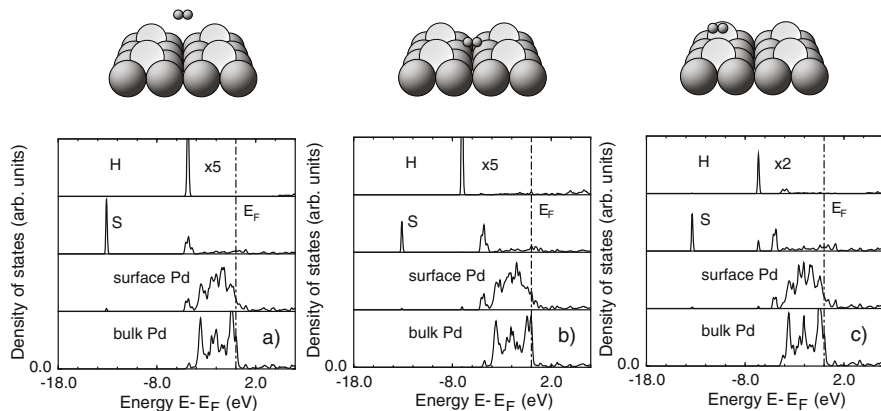 Density of states (arb. units)
H
x5
S
E_F
surface Pd
bulk Pd
a)
0.0
-18.0 -8.0 2.0
Energy E- E_F (eV)
Density of states (arb. units)
H
x5
S
E_F
surface Pd
bulk Pd
b)
0.0
-18.0 -8.0 2.0
Energy E- E_F (eV)
Density of states (arb. units)
H
x2
S
E_F
surface Pd
bulk Pd
c)
0.0
-18.0 -8.0 2.0
Energy E- E_F (eV)